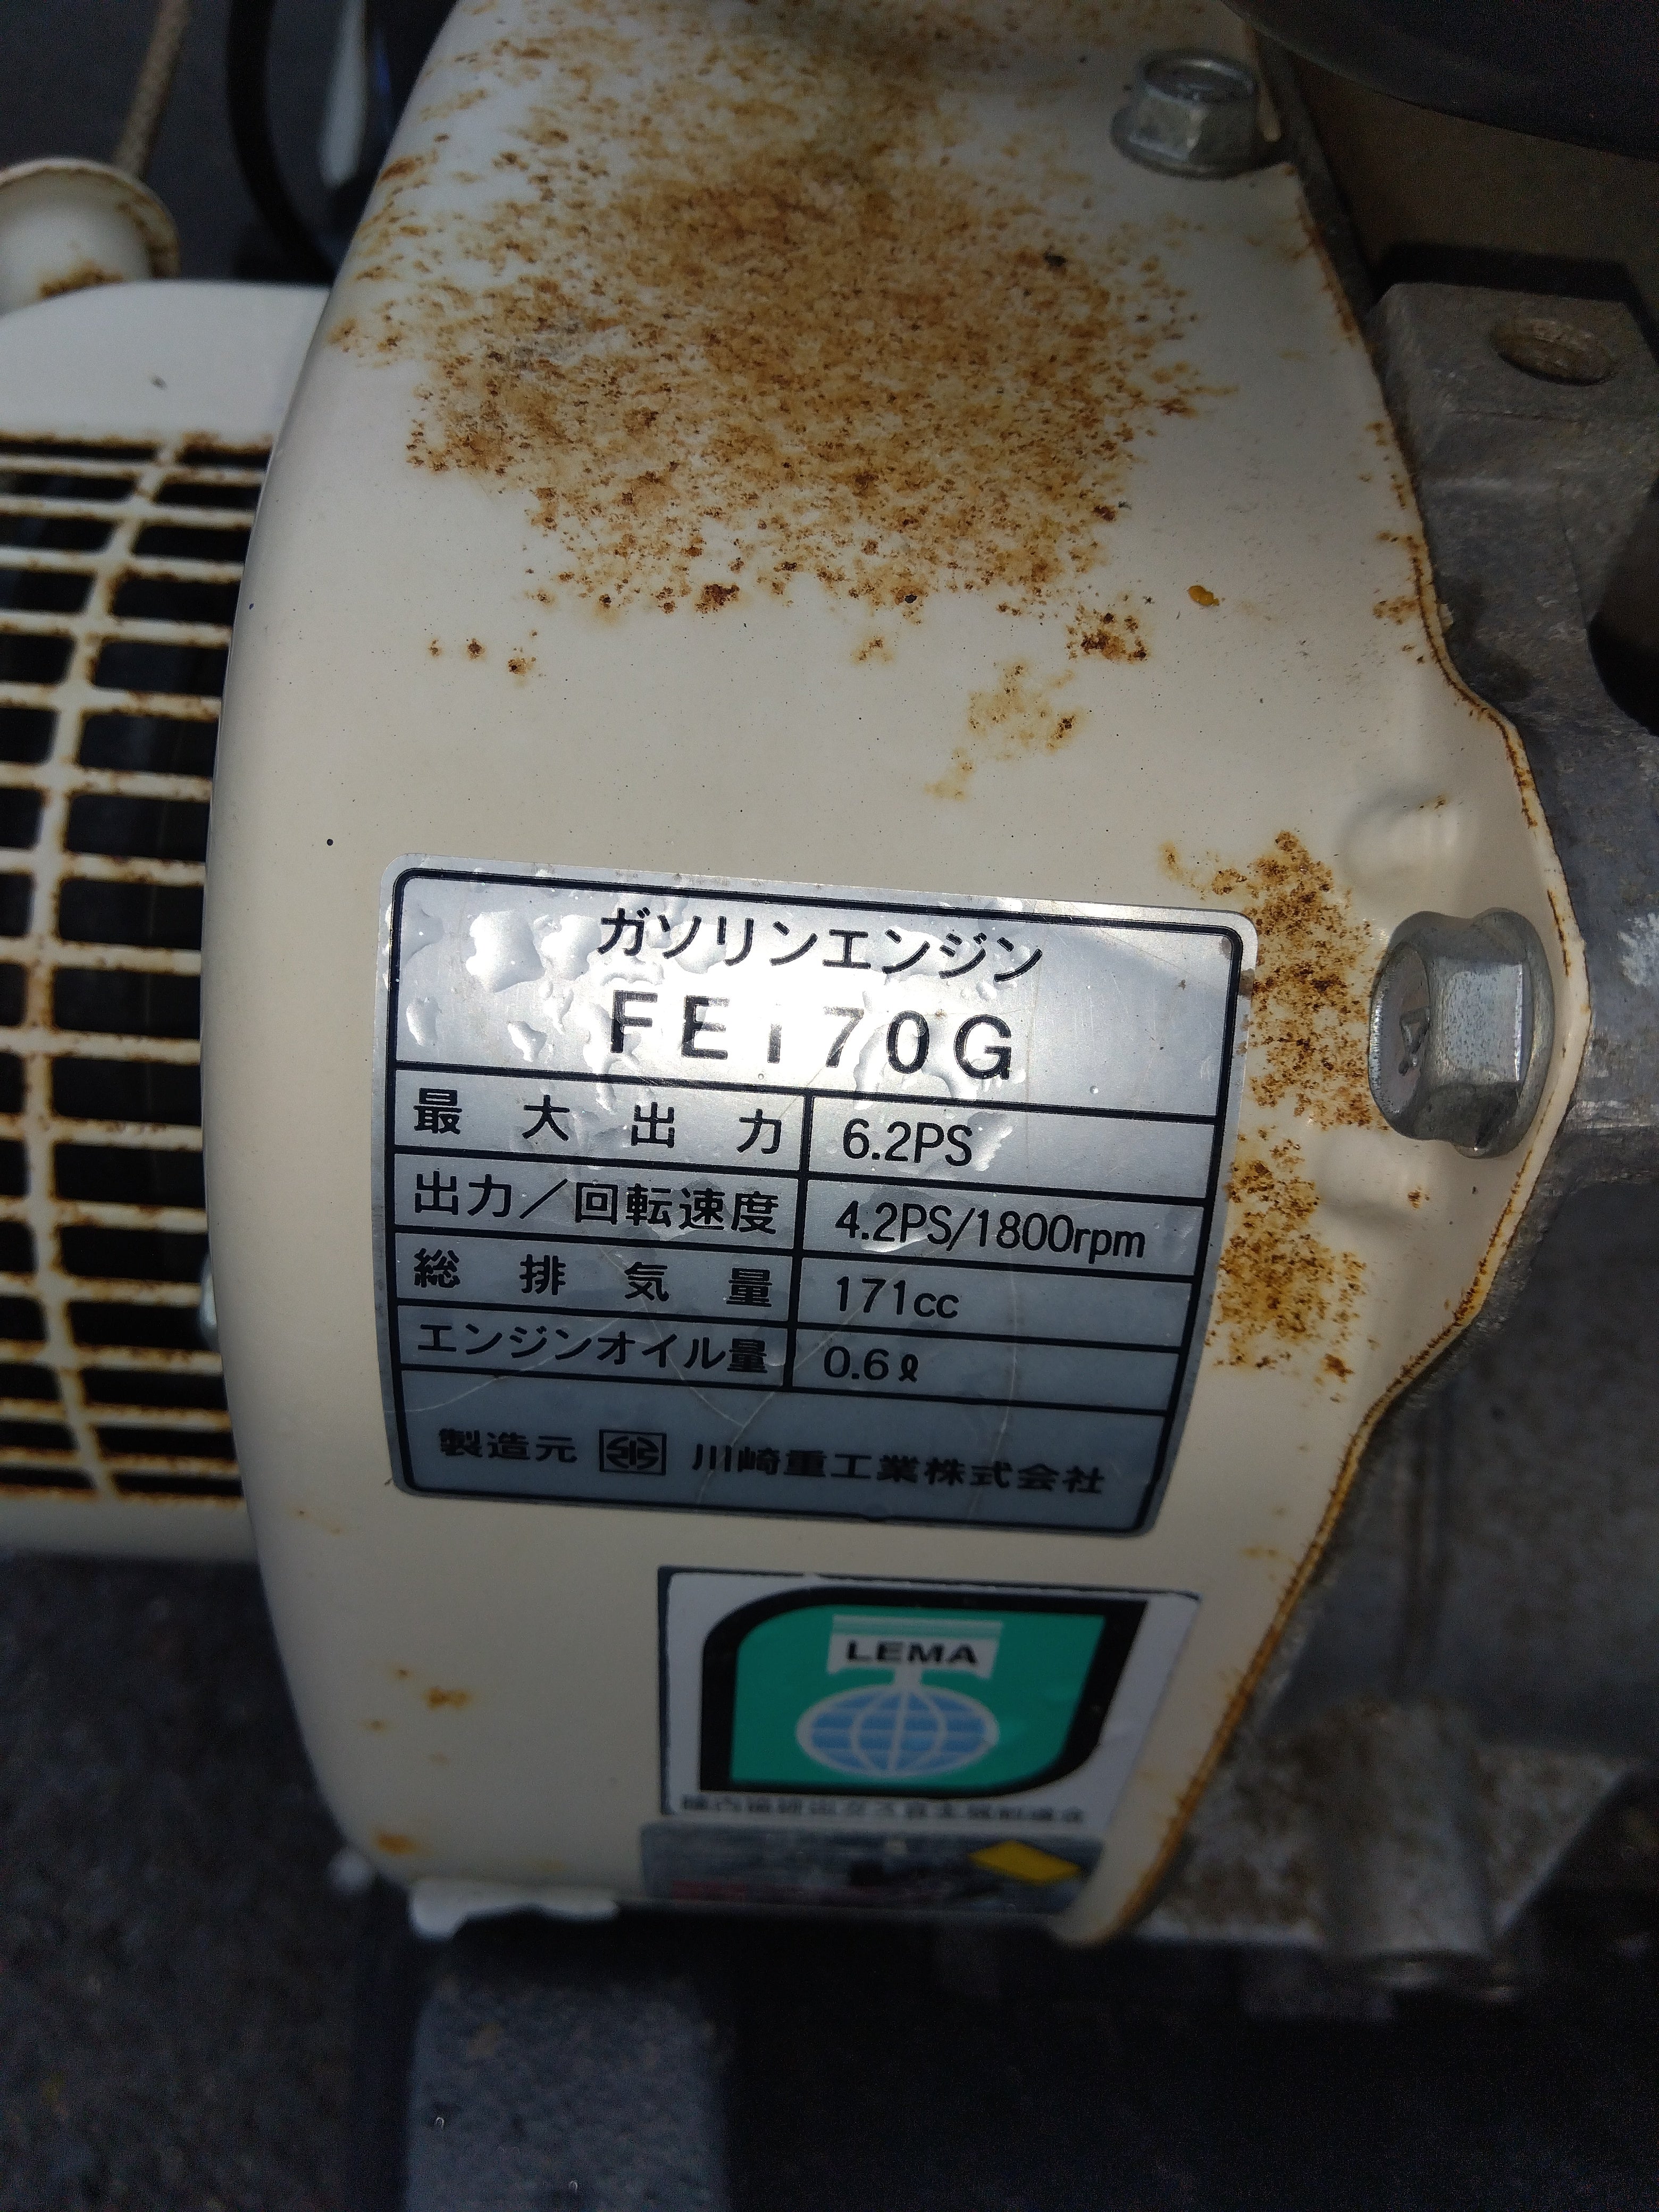 ガソリンエンジン
FE170G
最大出力 6.2PS
出力/回転速度 4.2PS/1800rpm
総排気量 171cc
エンジンオイル量 0.6ℓ
製造元 川崎重工業株式会社
LEMA